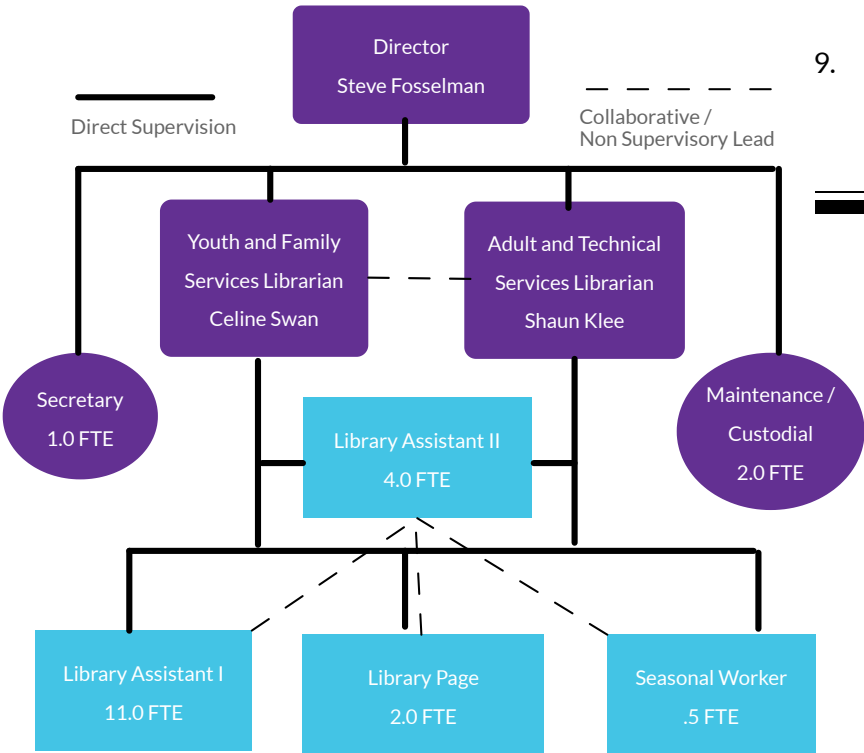 Director
Steve Fosselman
9.
Direct Supervision
Collaborative /
Non Supervisory Lead
Youth and Family
Services Librarian
Celine Swan
Adult and Technical
Services Librarian
Shaun Klee
Secretary
1.0 FTE
Maintenance /
Custodial
2.0 FTE
Library Assistant II
4.0 FTE
Library Assistant I
11.0 FTE
Library Page
2.0 FTE
Seasonal Worker
.5 FTE